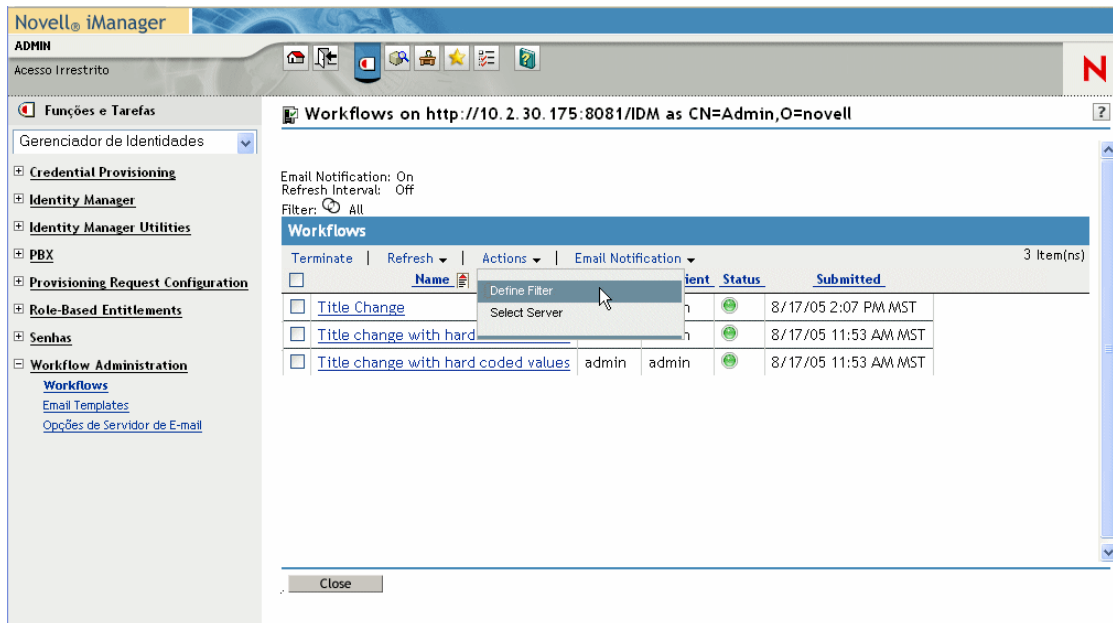 Novell® iManager
ADMIN
Acesso Irrestrito
N
Funções e Tarefas
Gerenciador de Identidades
Credential Provisioning
Identity Manager
Identity Manager Utilities
PBX
Provisioning Request Configuration
Role-Based Entitlements
Senhas
Workflow Administration
Workflows
Email Templates
Opções de Servidor de E-mail
Workflows on http://10.2.30.175:8081/IDM as CN=Admin,O=novell
?
Email Notification: On
Refresh Interval: Off
Filter: All
Workflows
Terminate | Refresh | Actions | Email Notification 3 Item(ns)
Name ient Status Submitted
Define Filter
Select Server
Title Change n 8/17/05 2:07 PM MST
Title change with hard n 8/17/05 11:53 AM MST
Title change with hard coded values admin admin 8/17/05 11:53 AM MST
Close